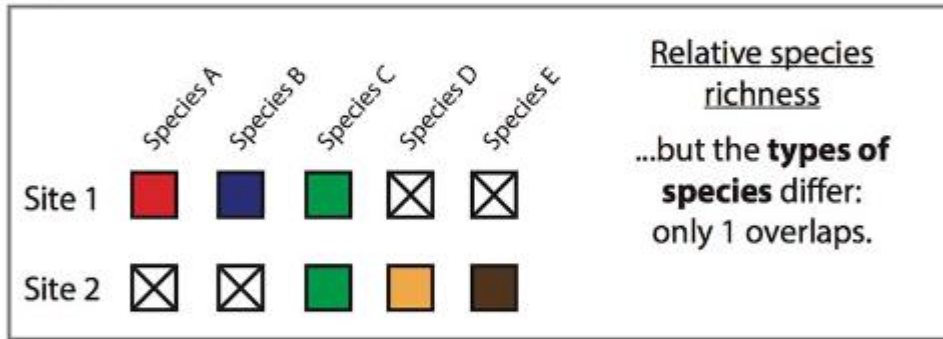 Species A
Species B
Species C
Species D
Species E
Site 1
Site 2
Relative species
richness
...but the types of
species differ:
only 1 overlaps.